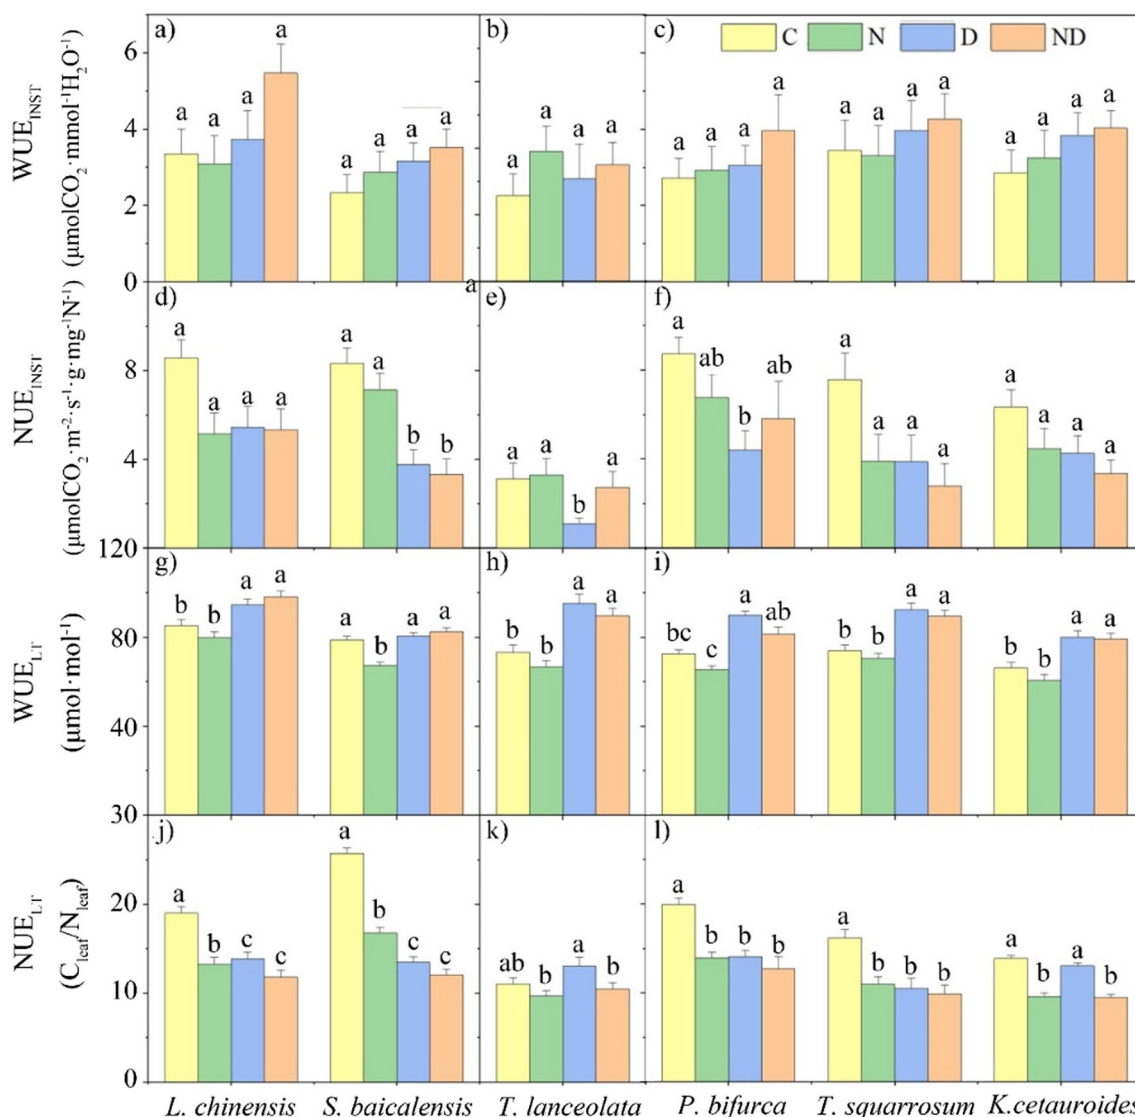 a) b) c) C N D ND
WUE_INST (μmolCO₂·mmol⁻¹H₂O⁻¹)
6
4
2
0
a a a a a a a a
a a a a
a a a a a a a a a a a a
d) e) f)
a
NUE_INST (μmolCO₂·m⁻²·s⁻¹·g·mg⁻¹N⁻¹)
8
4
120
a a a a a a b b
a a b a
a ab b ab a a a a a a a a
g) h) i)
WUE_LT (μmol·mol⁻¹)
80
40
30
b b a a a b a a
b b a a
bc c a ab b b a a b b a a
j) k) l)
NUE_LT (C_leaf/N_leaf)
20
10
0
a b c c a b c c
ab b a b
a b b b a b b b a b a b
L. chinensis S. baicalensis T. lanceolata P. bifurca T. squarrosum K.cetauroides